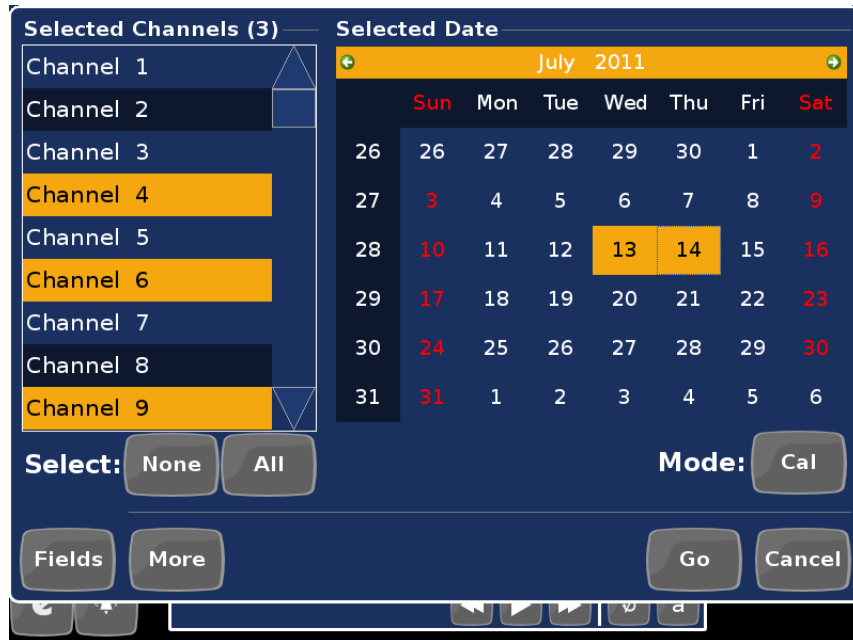 Selected Channels (3)
Channel 1
Channel 2
Channel 3
Channel 4
Channel 5
Channel 6
Channel 7
Channel 8
Channel 9
Select: None All
Selected Date
July 2011
Sun Mon Tue Wed Thu Fri Sat
26 26 27 28 29 30 1 2
27 3 4 5 6 7 8 9
28 10 11 12 13 14 15 16
29 17 18 19 20 21 22 23
30 24 25 26 27 28 29 30
31 31 1 2 3 4 5 6
Mode: Cal
Fields More Go Cancel
e a